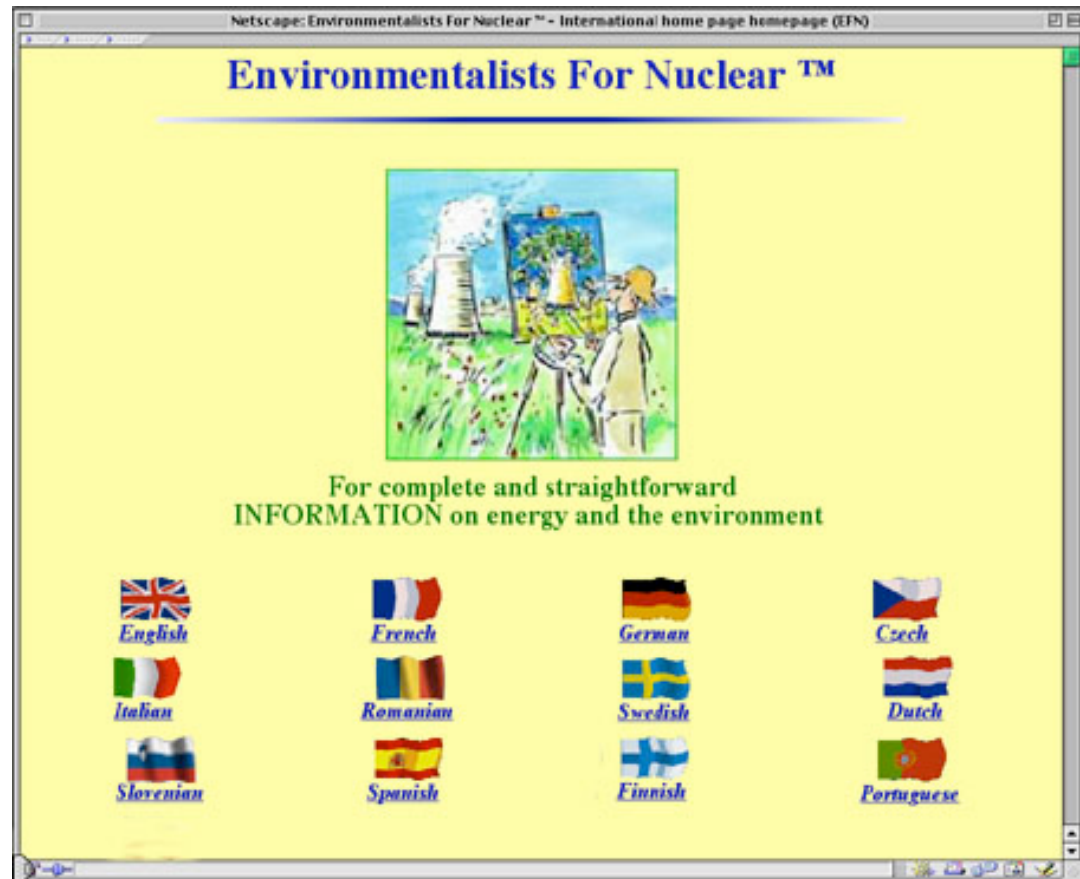 Netscape: Environmentalists For Nuclear ™ - International home page homepage (EFN)
Environmentalists For Nuclear ™
For complete and straightforward
INFORMATION on energy and the environment
English French German Czech
Italian Romanian Swedish Dutch
Slovenian Spanish Finnish Portuguese